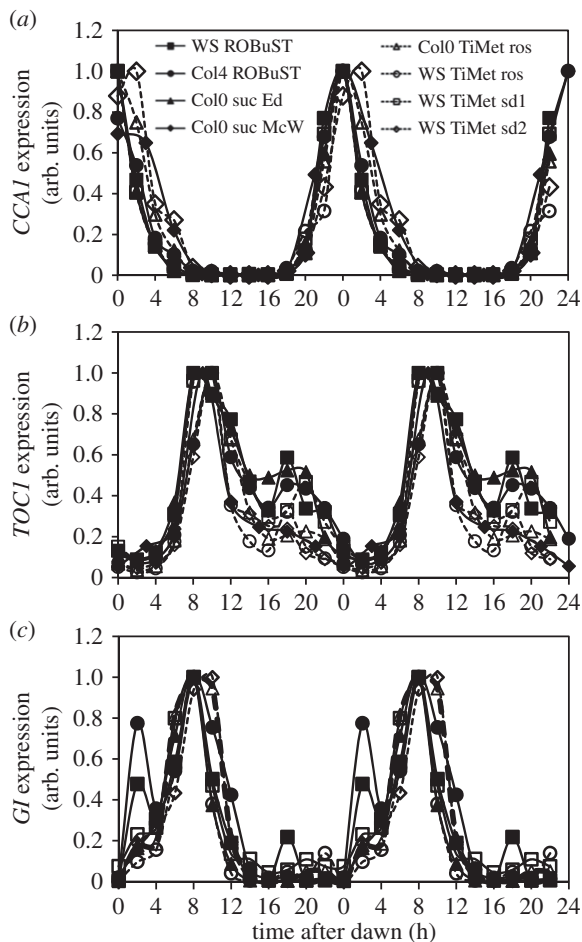 (a)
1.2
1.0
0.8
0.6
0.4
0.2
0
CCA1 expression
(arb. units)
WS ROBuST
Col4 ROBuST
Col0 suc Ed
Col0 suc McW
Col0 TiMet ros
WS TiMet ros
WS TiMet sd1
WS TiMet sd2
0 4 8 12 16 20 0 4 8 12 16 20 24
(b)
1.2
1.0
0.8
0.6
0.4
0.2
0
TOC1 expression
(arb. units)
0 4 8 12 16 20 0 4 8 12 16 20 24
(c)
1.2
1.0
0.8
0.6
0.4
0.2
0
GI expression
(arb. units)
0 4 8 12 16 20 0 4 8 12 16 20 24
time after dawn (h)